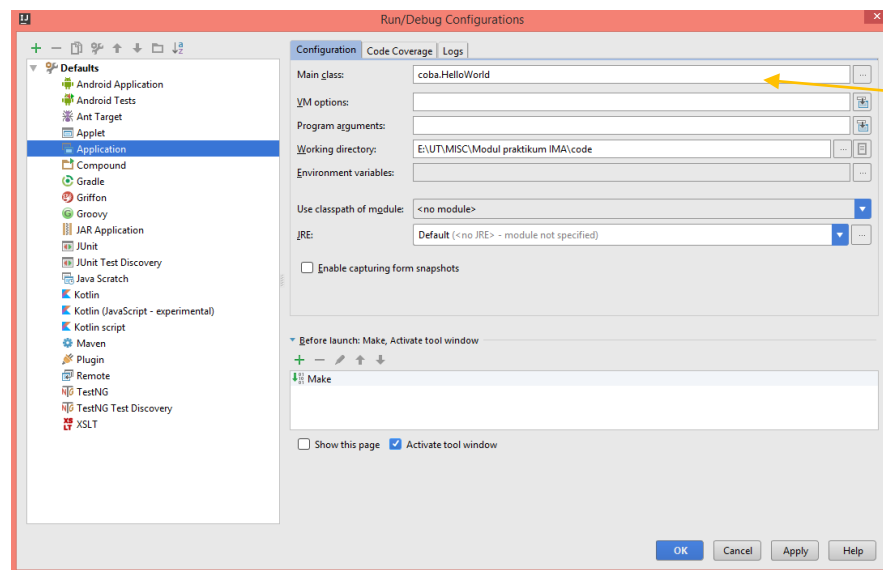 Run/Debug Configurations
Defaults
Android Application
Android Tests
Ant Target
Applet
Application
Compound
Gradle
Griffon
Groovy
JAR Application
JUnit
JUnit Test Discovery
Java Scratch
Kotlin
Kotlin (JavaScript - experimental)
Kotlin script
Maven
Plugin
Remote
TestNG
TestNG Test Discovery
XSLT
Configuration Code Coverage Logs
Main class: coba.HelloWorld
VM options:
Program arguments:
Working directory: E:\UT\MISC\Modul praktikum IMA\code
Environment variables:
Use classpath of module: <no module>
JRE: Default (<no JRE> - module not specified)
Enable capturing form snapshots
Before launch: Make, Activate tool window
Make
Show this page Activate tool window
OK Cancel Apply Help